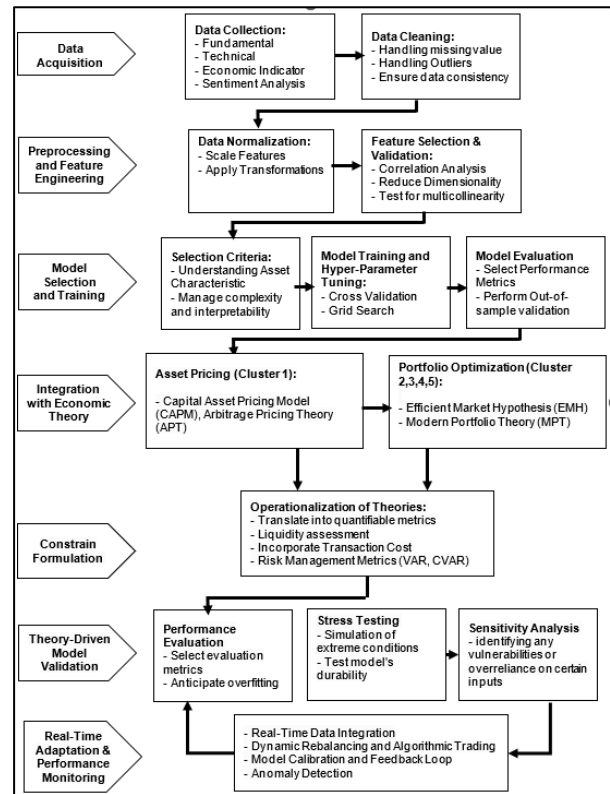 Data
Acquisition
Data Collection:
- Fundamental
- Technical
- Economic Indicator
- Sentiment Analysis
Data Cleaning:
- Handling missing value
- Handling Outliers
- Ensure data consistency
Preprocessing
and Feature
Engineering
Data Normalization:
- Scale Features
- Apply Transformations
Feature Selection &
Validation:
- Correlation Analysis
- Reduce Dimensionality
- Test for multicollinearity
Model
Selection
and Training
Selection Criteria:
- Understanding Asset
Characteristic
- Manage complexity
and interpretability
Model Training and
Hyper-Parameter
Tuning:
- Cross Validation
- Grid Search
Model Evaluation
- Select Performance
Metrics
- Perform Out-of-
sample validation
Integration
with Economic
Theory
Asset Pricing (Cluster 1):
- Capital Asset Pricing Model
(CAPM), Arbitrage Pricing Theory
(APT)
Portfolio Optimization (Cluster
2,3,4,5):
- Efficient Market Hypothesis (EMH)
- Modern Portfolio Theory (MPT)
Constrain
Formulation
Operationalization of Theories:
- Translate into quantifiable metrics
- Liquidity assessment
- Incorporate Transaction Cost
- Risk Management Metrics (VAR, CVAR)
Theory-Driven
Model
Validation
Performance
Evaluation
- Select evaluation
metrics
- Anticipate overfitting
Stress Testing
- Simulation of
extreme conditions
- Test model's
durability
Sensitivity Analysis
- identifying any
vulnerabilities or
overreliance on certain
inputs
Real-Time
Adaptation &
Performance
Monitoring
- Real-Time Data Integration
- Dynamic Rebalancing and Algorithmic Trading
- Model Calibration and Feedback Loop
- Anomaly Detection